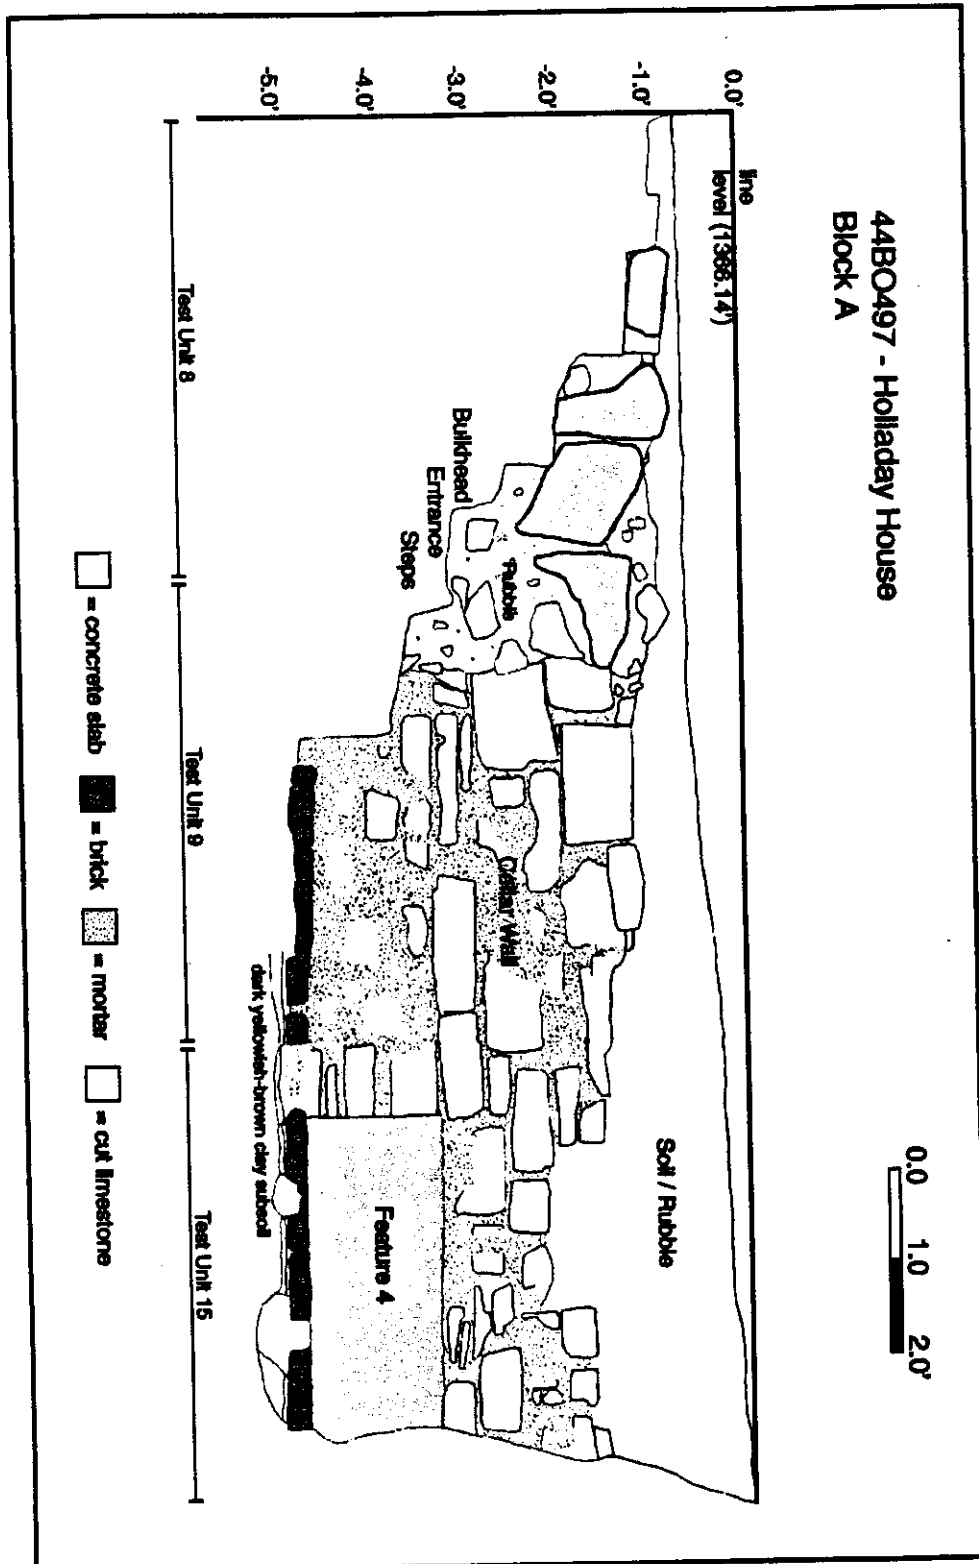 44BO497 - Holladay House
Block A
0.0 1.0 2.0'
line
level (1366.14')
0.0'
-1.0'
-2.0'
-3.0'
-4.0'
-5.0'
Soil / Rubble
Rubble
Cellar Wall
Bulkhead
Entrance
Steps
Feature 4
dark yellowish-brown clay subsoil
Test Unit 8
Test Unit 9
Test Unit 15
= concrete slab
= brick
= mortar
= cut limestone